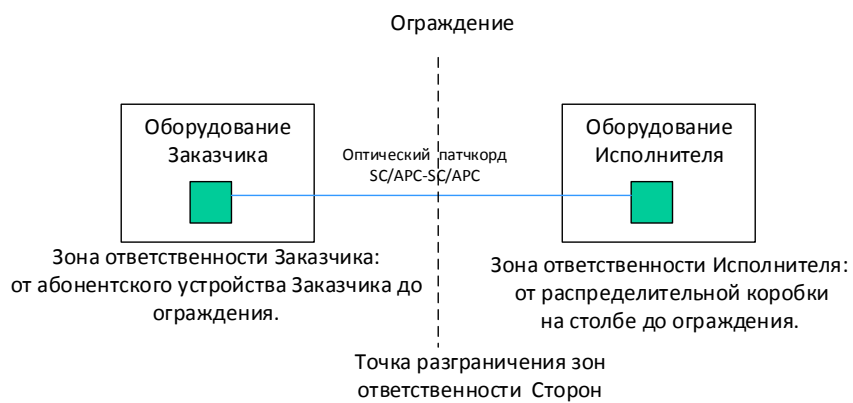 Ограждение
Оборудование
Заказчика
Оптический патчкорд
SC/APC-SC/APC
Оборудование
Исполнителя
Зона ответственности Заказчика:
от абонентского устройства Заказчика до
ограждения.
Зона ответственности Исполнителя:
от распределительной коробки
на столбе до ограждения.
Точка разграничения зон
ответственности Сторон